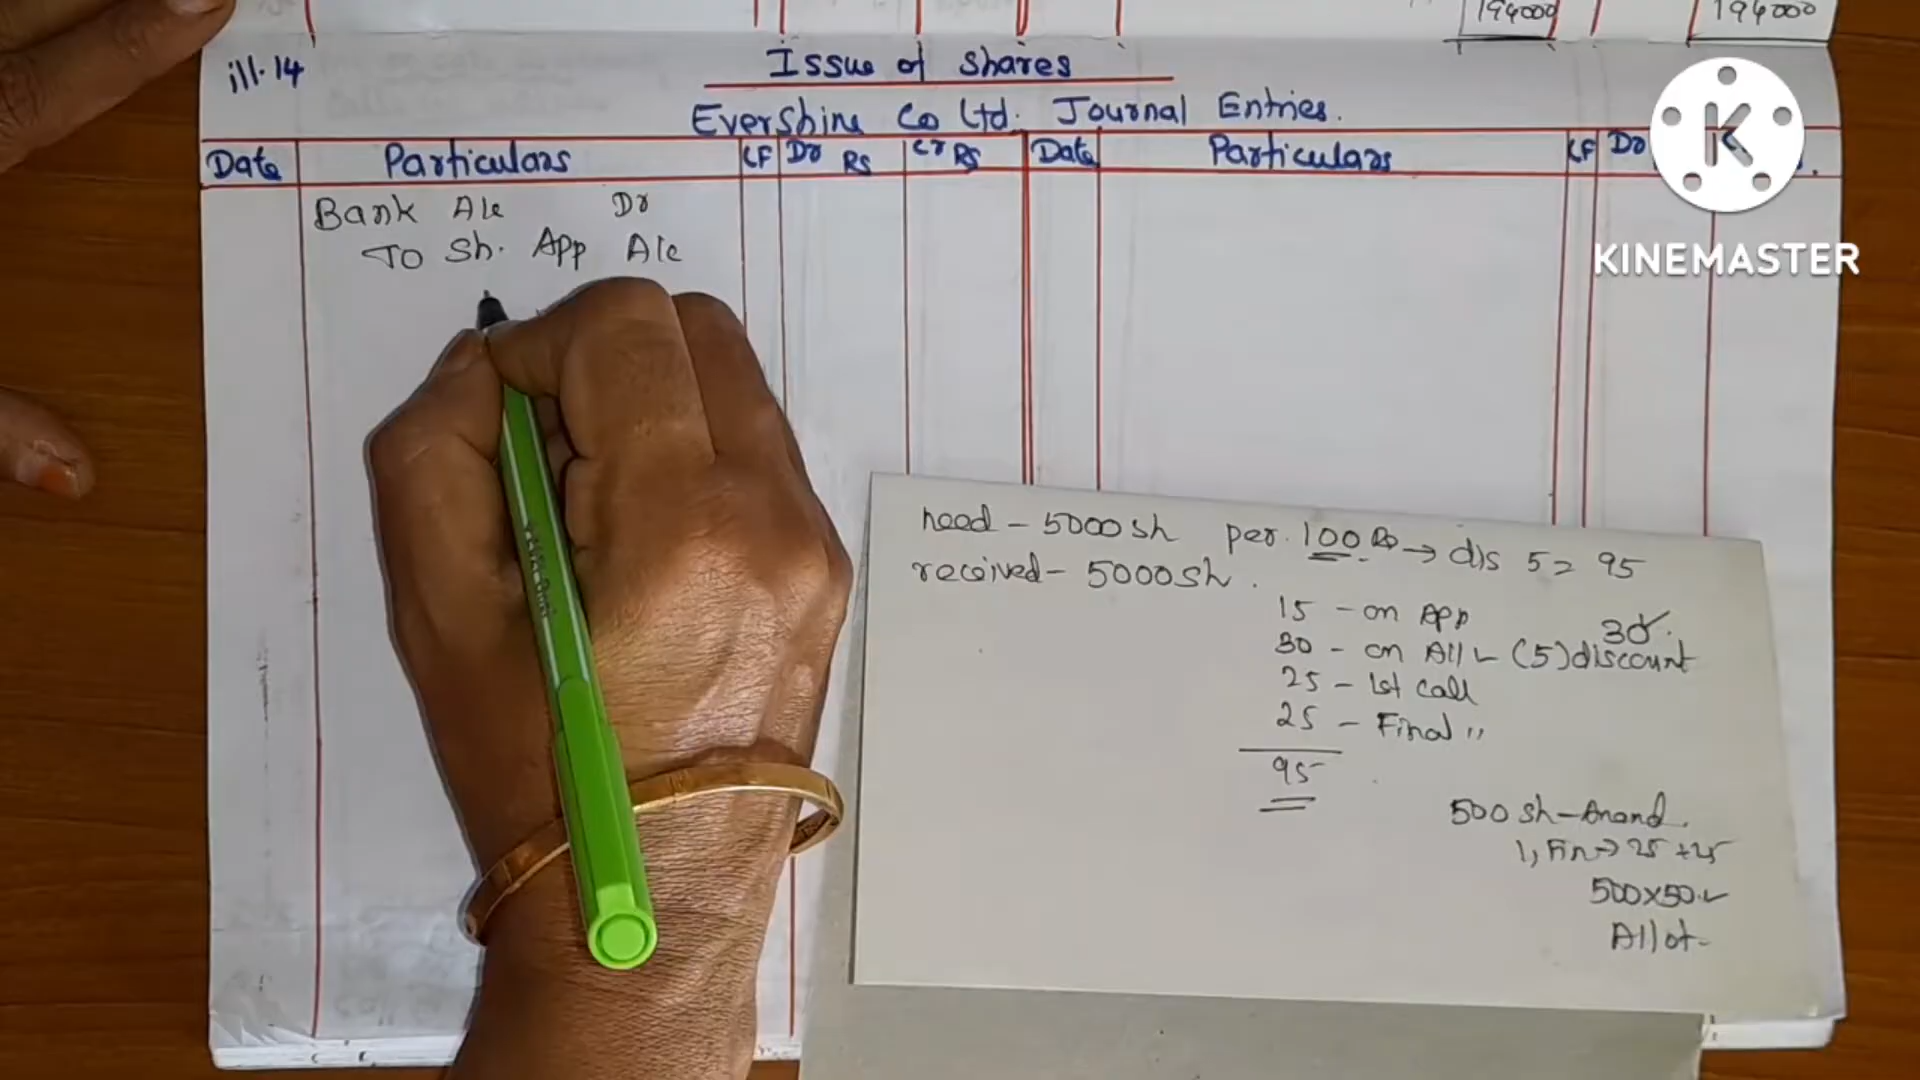 194000 194000
ill.14 Issue of Shares
Evershine Co Ltd. Journal Entries.
Date Particulars LF Dr Rs Cr Rs Date Particulars LF Dr
Bank A/c Dr
To Sh. App A/c
need - 5000 sh per 100 Rs → dis 5 = 95
received - 5000 sh.
15 - on App
30 - on All (5) discount
30
25 - 1st call
25 - Final "
95
500 sh - Anand.
1, Fin → 25 + 25
500x50
Allot-
K
KINEMASTER